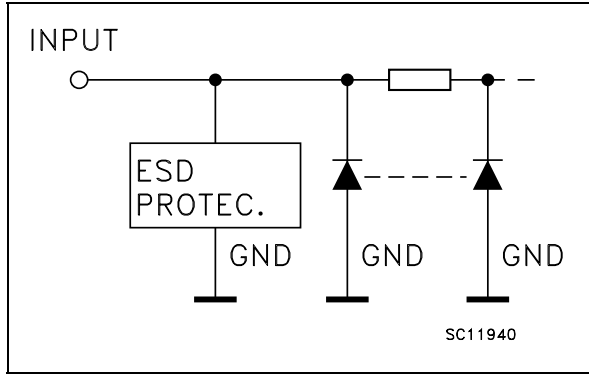 INPUT
ESD
PROTEC.
GND
GND
GND
SC11940